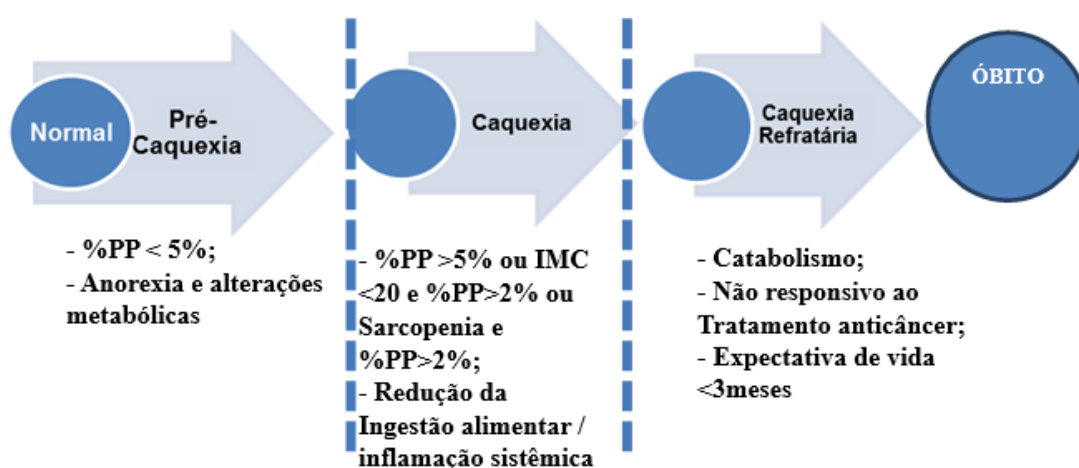 Normal
Pré-
Caquexia
Caquexia
Caquexia
Refratária
ÓBITO
- %PP < 5%;
- Anorexia e alterações
metabólicas
- %PP >5% ou IMC
<20 e %PP>2% ou
Sarcopenia e
%PP>2%;
- Redução da
Ingestão alimentar /
inflamação sistêmica
- Catabolismo;
- Não responsivo ao
Tratamento anticâncer;
- Expectativa de vida
<3meses